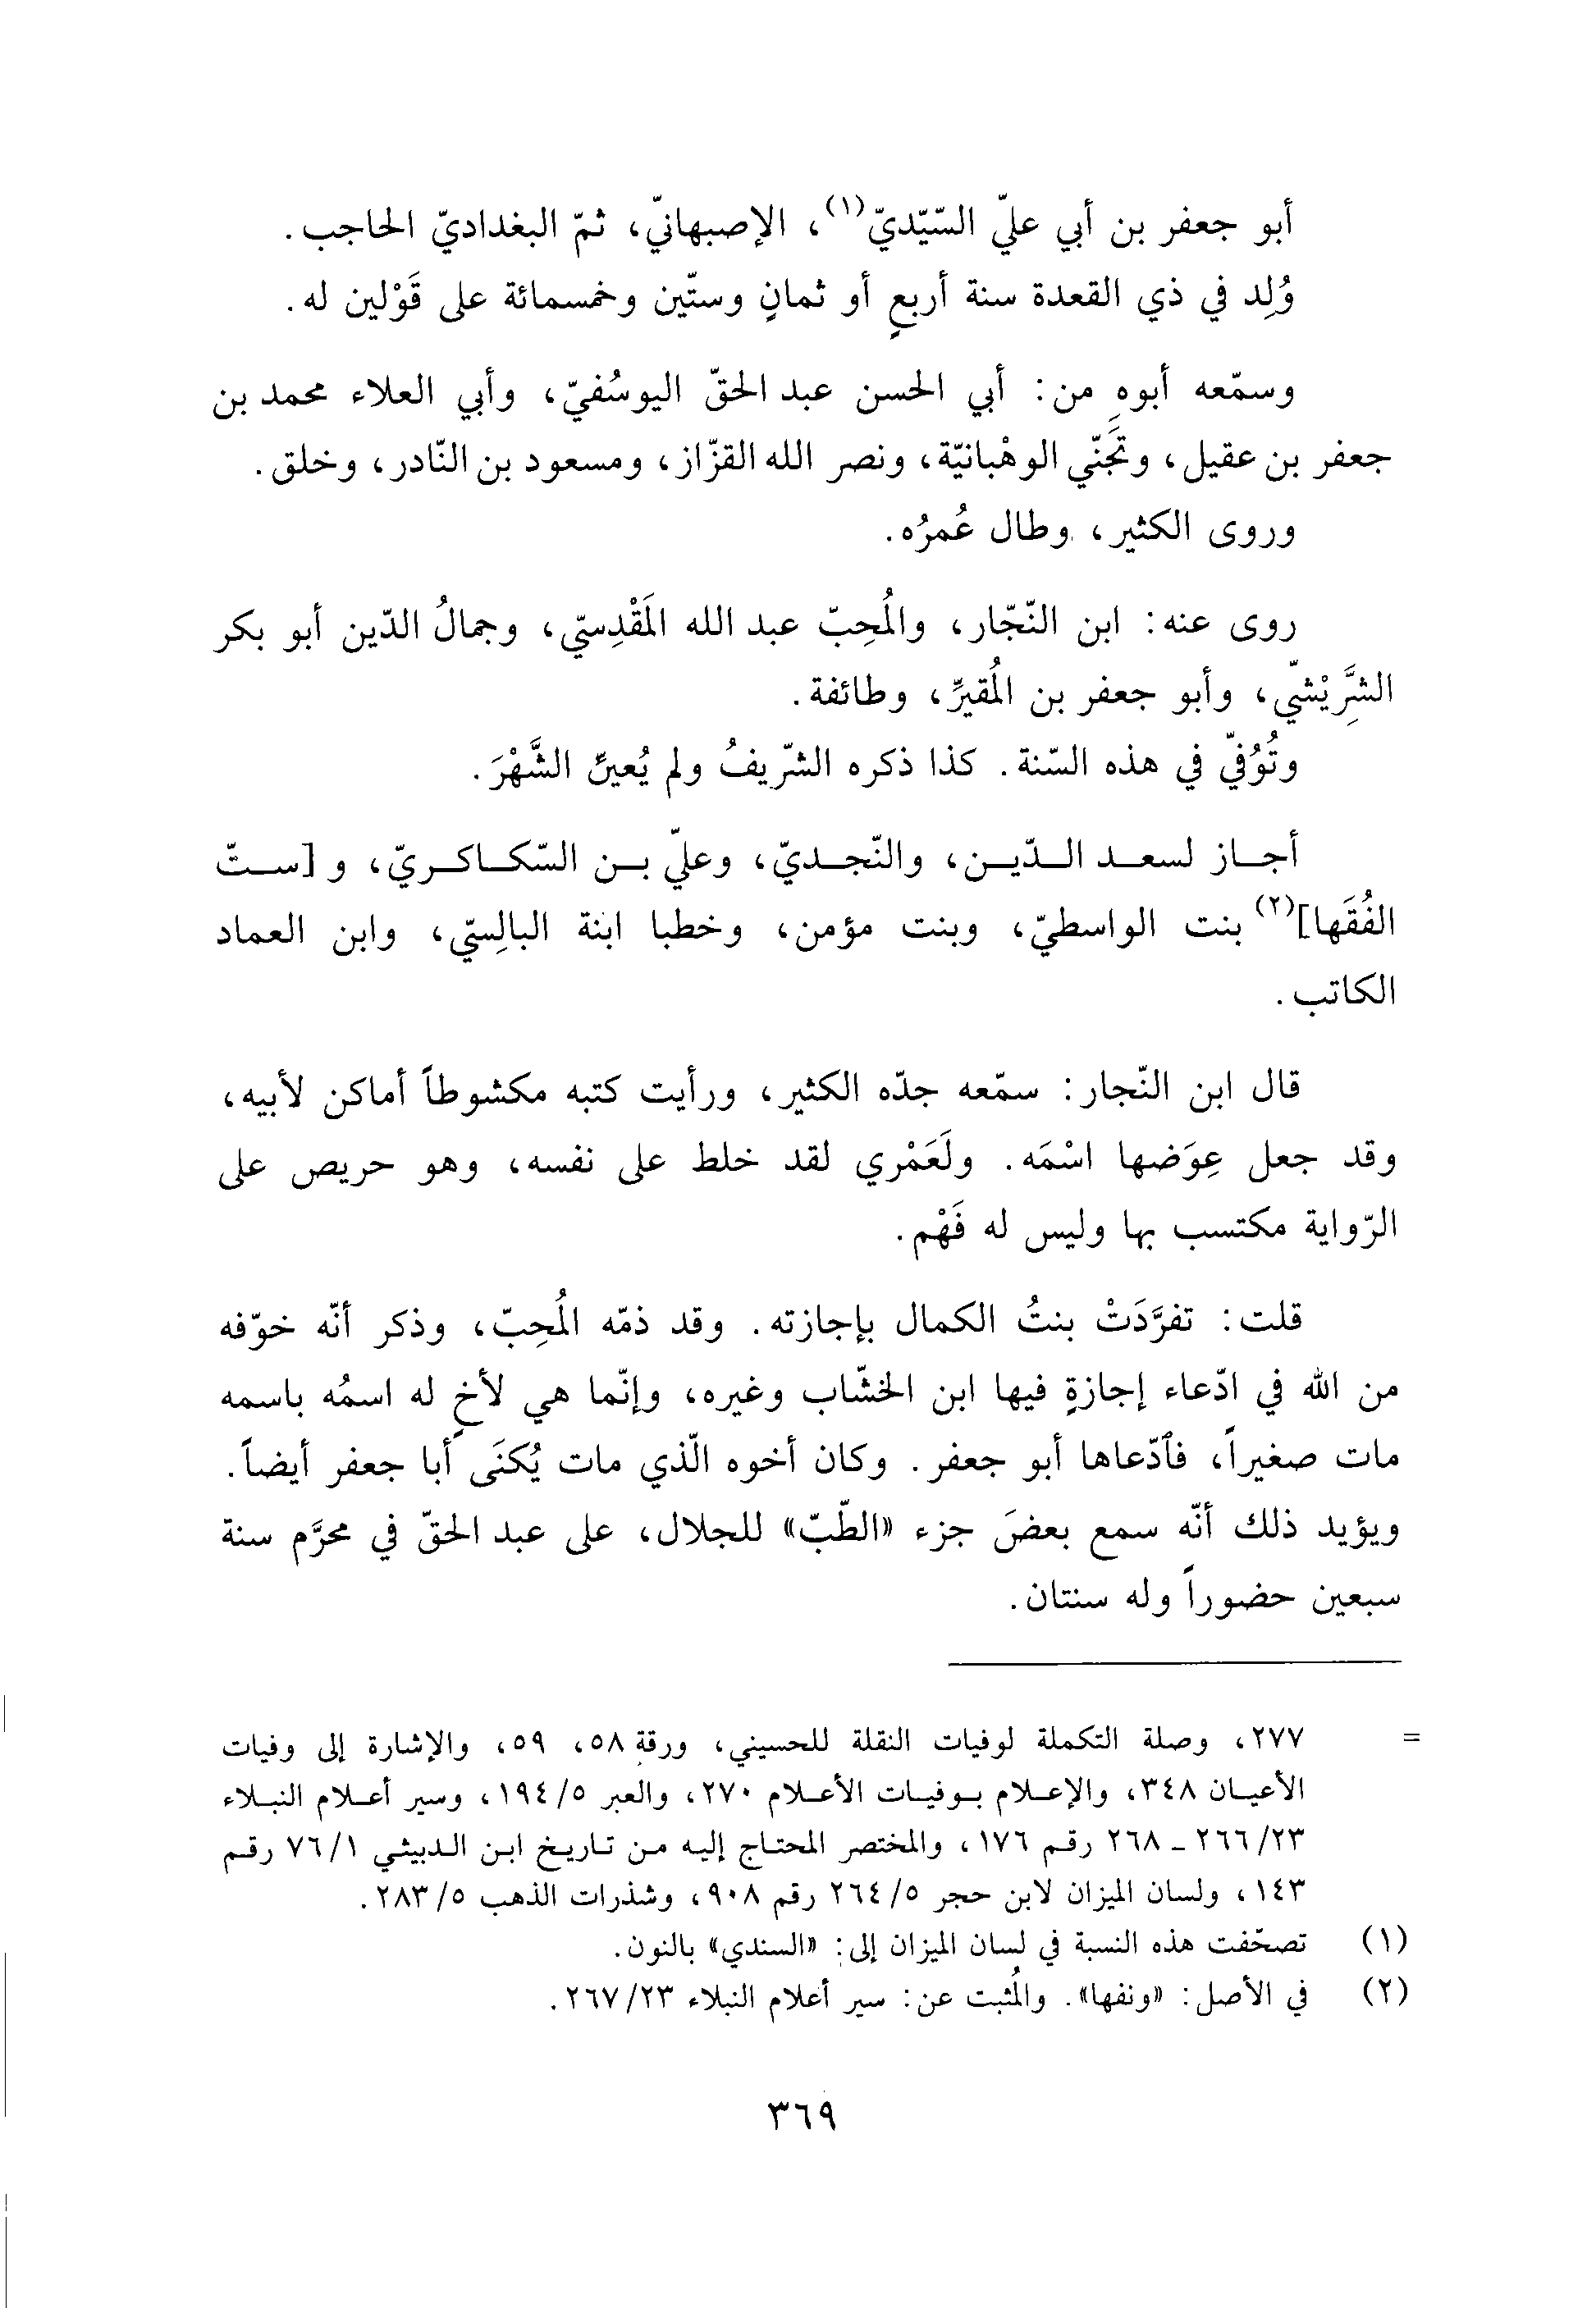 أبو جعفر بن أبي عليّ السّيّديّ(١)، الإصبهانيّ، ثمّ البغداديّ الحاجب.
وُلِد في ذي القعدة سنة أربعٍ أو ثمانٍ وستّين وخمسمائة على قَوْلين له.
وسمّعه أبوه من: أبي الحسن عبد الحقّ اليوسُفيّ، وأبي العلاء محمد بن
جعفر بن عقيل، وتَجَنّي الوهْبانيّة، ونصر الله القزّاز، ومسعود بن النّادر، وخلق.
وروى الكثير، وطال عُمرُه.
روى عنه: ابن النّجّار، والمُحِبّ عبد الله المَقْدِسيّ، وجمالُ الدّين أبو بكر
الشَّرِيْشيّ، وأبو جعفر بن المُقيرِّ، وطائفة.
وتُوُفيّ في هذه السّنة. كذا ذكره الشرّيفُ ولم يُعينِّ الشَّهْرَ.
أجاز لسعد الدّين، والنّجديّ، وعليّ بن السّكاكريّ، و[ستّ
الفُقَها](٢) بنت الواسطيّ، وبنت مؤمن، وخطبا ابنة البالِسيّ، وابن العماد
الكاتب.
قال ابن النّجار: سمّعه جدّه الكثير، ورأيت كتبه مكشوطاً أماكن لأبيه،
وقد جعل عِوَضها اسْمَه. ولَعَمْري لقد خلط على نفسه، وهو حريص على
الرّواية مكتسب بها وليس له فَهْم.
قلت: تفرَّدَتْ بنتُ الكمال بإجازته. وقد ذمّه المُحِبّ، وذكر أنّه خوّفه
من الله في ادّعاء إجازةٍ فيها ابن الخشّاب وغيره، وإنّما هي لأخٍ له اسمُه باسمه
مات صغيراً، فٱدّعاها أبو جعفر. وكان أخوه الّذي مات يُكنَى أبا جعفر أيضاً.
ويؤيد ذلك أنّه سمع بعضَ جزء «الطّبّ» للجلال، على عبد الحقّ في محرَّم سنة
سبعين حضوراً وله سنتان.
= ٢٧٧، وصلة التكملة لوفيات النقلة للحسيني، ورقة ٥٨، ٥٩، والإشارة إلى وفيات
الأعيان ٣٤٨، والإعلام بوفيات الأعلام ٢٧٠، والعبر ١٩٤/٥، وسير أعلام النبلاء
٢٦٦/٢٣ - ٢٦٨ رقم ١٧٦، والمختصر المحتاج إليه من تاريخ ابن الدبيثي ٧٦/١ رقم
١٤٣، ولسان الميزان لابن حجر ٢٦٤/٥ رقم ٩٠٨، وشذرات الذهب ٢٨٣/٥.
(١) تصحّفت هذه النسبة في لسان الميزان إلى: «السندي» بالنون.
(٢) في الأصل: «ونفها». والمُثبت عن: سير أعلام النبلاء ٢٦٧/٢٣.
٣٦٩